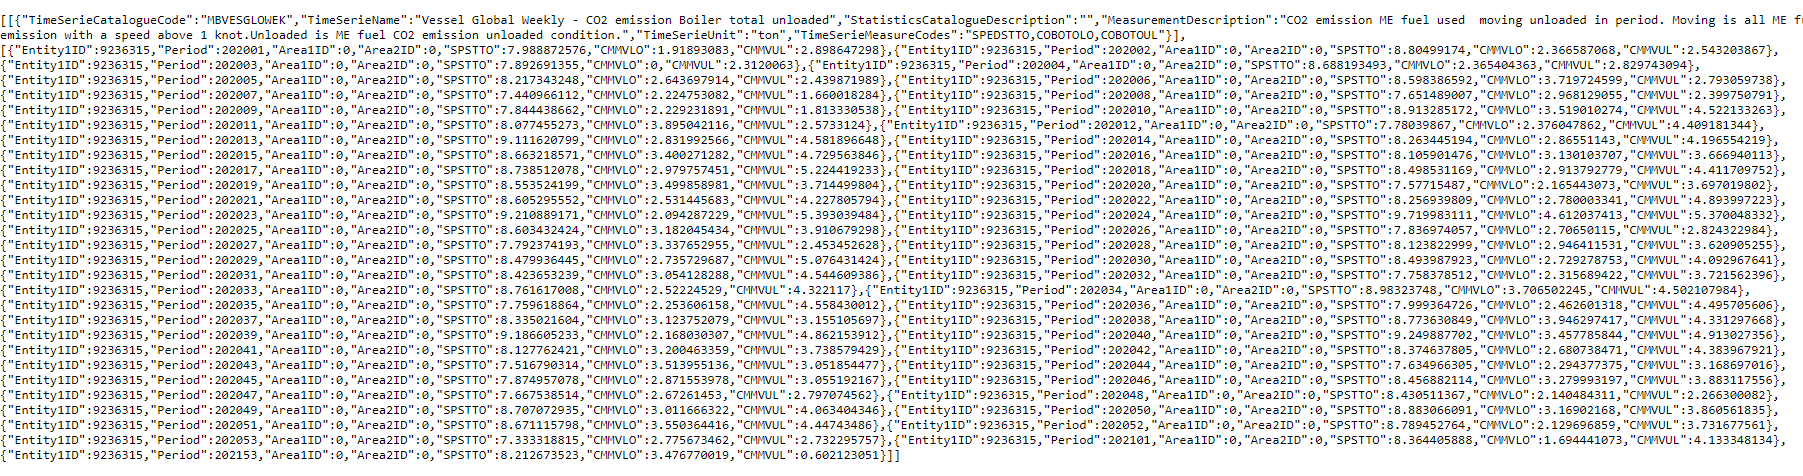 [[{"TimeSerieCatalogueCode":"MBVESGLOWEK","TimeSerieName":"Vessel Global Weekly - CO2 emission Boiler total unloaded","StatisticsCatalogueDescription":"","MeasurementDescription":"CO2 emission ME fuel used  moving unloaded in period. Moving is all ME fu
emission with a speed above 1 knot.Unloaded is ME fuel CO2 emission unloaded condition.","TimeSerieUnit":"ton","TimeSerieMeasureCodes":"SPEDSTTO,COBOTOLO,COBOTOUL"}],
[{"Entity1ID":9236315,"Period":202001,"Area1ID":0,"Area2ID":0,"SPSTTO":7.988872576,"CMMVLO":1.91893083,"CMMVUL":2.898647298},{"Entity1ID":9236315,"Period":202002,"Area1ID":0,"Area2ID":0,"SPSTTO":8.80499174,"CMMVLO":2.366587068,"CMMVUL":2.543203867},
{"Entity1ID":9236315,"Period":202003,"Area1ID":0,"Area2ID":0,"SPSTTO":7.892691355,"CMMVLO":0,"CMMVUL":2.3120063},{"Entity1ID":9236315,"Period":202004,"Area1ID":0,"Area2ID":0,"SPSTTO":8.688193493,"CMMVLO":2.365404363,"CMMVUL":2.829743094},
{"Entity1ID":9236315,"Period":202005,"Area1ID":0,"Area2ID":0,"SPSTTO":8.217343248,"CMMVLO":2.643697914,"CMMVUL":2.439871989},{"Entity1ID":9236315,"Period":202006,"Area1ID":0,"Area2ID":0,"SPSTTO":8.598386592,"CMMVLO":3.719724599,"CMMVUL":2.793059738},
{"Entity1ID":9236315,"Period":202007,"Area1ID":0,"Area2ID":0,"SPSTTO":7.440966112,"CMMVLO":2.224753082,"CMMVUL":1.660018284},{"Entity1ID":9236315,"Period":202008,"Area1ID":0,"Area2ID":0,"SPSTTO":7.651489007,"CMMVLO":2.968129055,"CMMVUL":2.399750791},
{"Entity1ID":9236315,"Period":202009,"Area1ID":0,"Area2ID":0,"SPSTTO":7.844438662,"CMMVLO":2.229231891,"CMMVUL":1.813330538},{"Entity1ID":9236315,"Period":202010,"Area1ID":0,"Area2ID":0,"SPSTTO":8.913285172,"CMMVLO":3.519010274,"CMMVUL":4.522133263},
{"Entity1ID":9236315,"Period":202011,"Area1ID":0,"Area2ID":0,"SPSTTO":8.077455273,"CMMVLO":3.895042116,"CMMVUL":2.5733124},{"Entity1ID":9236315,"Period":202012,"Area1ID":0,"Area2ID":0,"SPSTTO":7.78039867,"CMMVLO":2.376047862,"CMMVUL":4.409181344},
{"Entity1ID":9236315,"Period":202013,"Area1ID":0,"Area2ID":0,"SPSTTO":9.111620799,"CMMVLO":2.831992566,"CMMVUL":4.581896648},{"Entity1ID":9236315,"Period":202014,"Area1ID":0,"Area2ID":0,"SPSTTO":8.263445194,"CMMVLO":2.86551143,"CMMVUL":4.196554219},
{"Entity1ID":9236315,"Period":202015,"Area1ID":0,"Area2ID":0,"SPSTTO":8.663218571,"CMMVLO":3.400271282,"CMMVUL":4.729563846},{"Entity1ID":9236315,"Period":202016,"Area1ID":0,"Area2ID":0,"SPSTTO":8.105901476,"CMMVLO":3.130103707,"CMMVUL":3.666940113},
{"Entity1ID":9236315,"Period":202017,"Area1ID":0,"Area2ID":0,"SPSTTO":8.738512078,"CMMVLO":2.979757451,"CMMVUL":5.224419233},{"Entity1ID":9236315,"Period":202018,"Area1ID":0,"Area2ID":0,"SPSTTO":8.498531169,"CMMVLO":2.913792779,"CMMVUL":4.411709752},
{"Entity1ID":9236315,"Period":202019,"Area1ID":0,"Area2ID":0,"SPSTTO":8.553524199,"CMMVLO":3.499858981,"CMMVUL":3.714499804},{"Entity1ID":9236315,"Period":202020,"Area1ID":0,"Area2ID":0,"SPSTTO":7.57715487,"CMMVLO":2.165443073,"CMMVUL":3.697019802},
{"Entity1ID":9236315,"Period":202021,"Area1ID":0,"Area2ID":0,"SPSTTO":8.605295552,"CMMVLO":2.531445683,"CMMVUL":4.227805794},{"Entity1ID":9236315,"Period":202022,"Area1ID":0,"Area2ID":0,"SPSTTO":8.256939809,"CMMVLO":2.780003341,"CMMVUL":4.893997223},
{"Entity1ID":9236315,"Period":202023,"Area1ID":0,"Area2ID":0,"SPSTTO":9.210889171,"CMMVLO":2.094287229,"CMMVUL":5.393039484},{"Entity1ID":9236315,"Period":202024,"Area1ID":0,"Area2ID":0,"SPSTTO":9.719983111,"CMMVLO":4.612037413,"CMMVUL":5.370048332},
{"Entity1ID":9236315,"Period":202025,"Area1ID":0,"Area2ID":0,"SPSTTO":8.603432424,"CMMVLO":3.182045434,"CMMVUL":3.910679298},{"Entity1ID":9236315,"Period":202026,"Area1ID":0,"Area2ID":0,"SPSTTO":7.836974057,"CMMVLO":2.70650115,"CMMVUL":2.824322984},
{"Entity1ID":9236315,"Period":202027,"Area1ID":0,"Area2ID":0,"SPSTTO":7.792374193,"CMMVLO":3.337652955,"CMMVUL":2.453452628},{"Entity1ID":9236315,"Period":202028,"Area1ID":0,"Area2ID":0,"SPSTTO":8.123822999,"CMMVLO":2.946411531,"CMMVUL":3.620905255},
{"Entity1ID":9236315,"Period":202029,"Area1ID":0,"Area2ID":0,"SPSTTO":8.479936445,"CMMVLO":2.735729687,"CMMVUL":5.076431424},{"Entity1ID":9236315,"Period":202030,"Area1ID":0,"Area2ID":0,"SPSTTO":8.493987923,"CMMVLO":2.729278753,"CMMVUL":4.092967641},
{"Entity1ID":9236315,"Period":202031,"Area1ID":0,"Area2ID":0,"SPSTTO":8.423653239,"CMMVLO":3.054128288,"CMMVUL":4.544609386},{"Entity1ID":9236315,"Period":202032,"Area1ID":0,"Area2ID":0,"SPSTTO":7.758378512,"CMMVLO":2.315689422,"CMMVUL":3.721562396},
{"Entity1ID":9236315,"Period":202033,"Area1ID":0,"Area2ID":0,"SPSTTO":8.761617008,"CMMVLO":2.52224529,"CMMVUL":4.322117},{"Entity1ID":9236315,"Period":202034,"Area1ID":0,"Area2ID":0,"SPSTTO":8.98323748,"CMMVLO":3.706502245,"CMMVUL":4.502107984},
{"Entity1ID":9236315,"Period":202035,"Area1ID":0,"Area2ID":0,"SPSTTO":7.759618864,"CMMVLO":2.253606158,"CMMVUL":4.558430012},{"Entity1ID":9236315,"Period":202036,"Area1ID":0,"Area2ID":0,"SPSTTO":7.999364726,"CMMVLO":2.462601318,"CMMVUL":4.495705606},
{"Entity1ID":9236315,"Period":202037,"Area1ID":0,"Area2ID":0,"SPSTTO":8.335021604,"CMMVLO":3.123752079,"CMMVUL":3.155105697},{"Entity1ID":9236315,"Period":202038,"Area1ID":0,"Area2ID":0,"SPSTTO":8.773630849,"CMMVLO":3.946297417,"CMMVUL":4.331297668},
{"Entity1ID":9236315,"Period":202039,"Area1ID":0,"Area2ID":0,"SPSTTO":9.186605233,"CMMVLO":2.168030307,"CMMVUL":4.862153912},{"Entity1ID":9236315,"Period":202040,"Area1ID":0,"Area2ID":0,"SPSTTO":9.249887702,"CMMVLO":3.457785844,"CMMVUL":4.913027356},
{"Entity1ID":9236315,"Period":202041,"Area1ID":0,"Area2ID":0,"SPSTTO":8.127762421,"CMMVLO":3.200463359,"CMMVUL":3.738579429},{"Entity1ID":9236315,"Period":202042,"Area1ID":0,"Area2ID":0,"SPSTTO":8.374637805,"CMMVLO":2.680738471,"CMMVUL":4.383967921},
{"Entity1ID":9236315,"Period":202043,"Area1ID":0,"Area2ID":0,"SPSTTO":7.516790314,"CMMVLO":3.513955136,"CMMVUL":3.051854477},{"Entity1ID":9236315,"Period":202044,"Area1ID":0,"Area2ID":0,"SPSTTO":7.634966305,"CMMVLO":2.294377375,"CMMVUL":3.168697016},
{"Entity1ID":9236315,"Period":202045,"Area1ID":0,"Area2ID":0,"SPSTTO":7.874957078,"CMMVLO":2.871553978,"CMMVUL":3.055192167},{"Entity1ID":9236315,"Period":202046,"Area1ID":0,"Area2ID":0,"SPSTTO":8.456882114,"CMMVLO":3.279993197,"CMMVUL":3.883117556},
{"Entity1ID":9236315,"Period":202047,"Area1ID":0,"Area2ID":0,"SPSTTO":7.667538514,"CMMVLO":2.67261453,"CMMVUL":2.797074562},{"Entity1ID":9236315,"Period":202048,"Area1ID":0,"Area2ID":0,"SPSTTO":8.430511367,"CMMVLO":2.140484311,"CMMVUL":2.266300082},
{"Entity1ID":9236315,"Period":202049,"Area1ID":0,"Area2ID":0,"SPSTTO":8.707072935,"CMMVLO":3.011666322,"CMMVUL":4.063404346},{"Entity1ID":9236315,"Period":202050,"Area1ID":0,"Area2ID":0,"SPSTTO":8.883066091,"CMMVLO":3.16902168,"CMMVUL":3.860561835},
{"Entity1ID":9236315,"Period":202051,"Area1ID":0,"Area2ID":0,"SPSTTO":8.671115798,"CMMVLO":3.550364416,"CMMVUL":4.44743486},{"Entity1ID":9236315,"Period":202052,"Area1ID":0,"Area2ID":0,"SPSTTO":8.789452764,"CMMVLO":2.129696859,"CMMVUL":3.731677561},
{"Entity1ID":9236315,"Period":202053,"Area1ID":0,"Area2ID":0,"SPSTTO":7.333318815,"CMMVLO":2.775673462,"CMMVUL":2.732295757},{"Entity1ID":9236315,"Period":202101,"Area1ID":0,"Area2ID":0,"SPSTTO":8.364405888,"CMMVLO":1.694441073,"CMMVUL":4.133348134},
{"Entity1ID":9236315,"Period":202153,"Area1ID":0,"Area2ID":0,"SPSTTO":8.212673523,"CMMVLO":3.476770019,"CMMVUL":0.602123051}]]